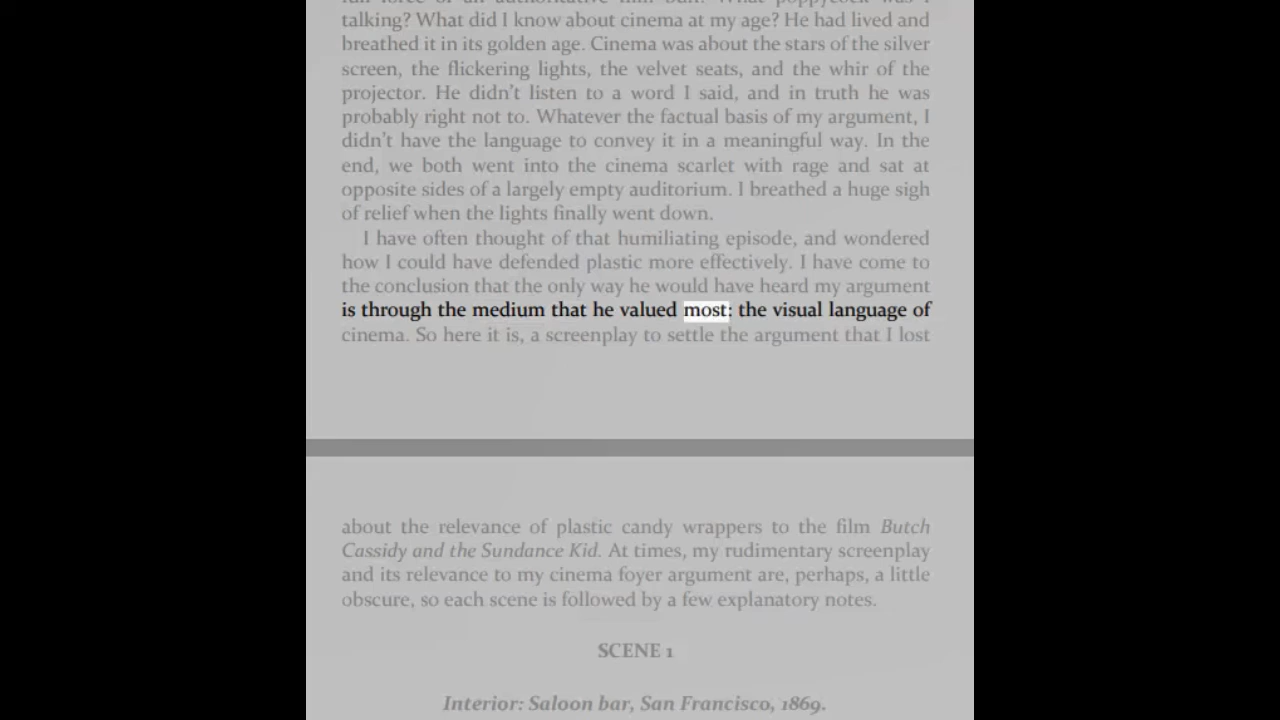 full force of an authoritative film buff. What poppycock was I
talking? What did I know about cinema at my age? He had lived and
breathed it in its golden age. Cinema was about the stars of the silver
screen, the flickering lights, the velvet seats, and the whir of the
projector. He didn’t listen to a word I said, and in truth he was
probably right not to. Whatever the factual basis of my argument, I
didn’t have the language to convey it in a meaningful way. In the
end, we both went into the cinema scarlet with rage and sat at
opposite sides of a largely empty auditorium. I breathed a huge sigh
of relief when the lights finally went down.
I have often thought of that humiliating episode, and wondered
how I could have defended plastic more effectively. I have come to
the conclusion that the only way he would have heard my argument
is through the medium that he valued most: the visual language of
cinema. So here it is, a screenplay to settle the argument that I lost
about the relevance of plastic candy wrappers to the film Butch
Cassidy and the Sundance Kid. At times, my rudimentary screenplay
and its relevance to my cinema foyer argument are, perhaps, a little
obscure, so each scene is followed by a few explanatory notes.
SCENE 1
Interior: Saloon bar, San Francisco, 1869.